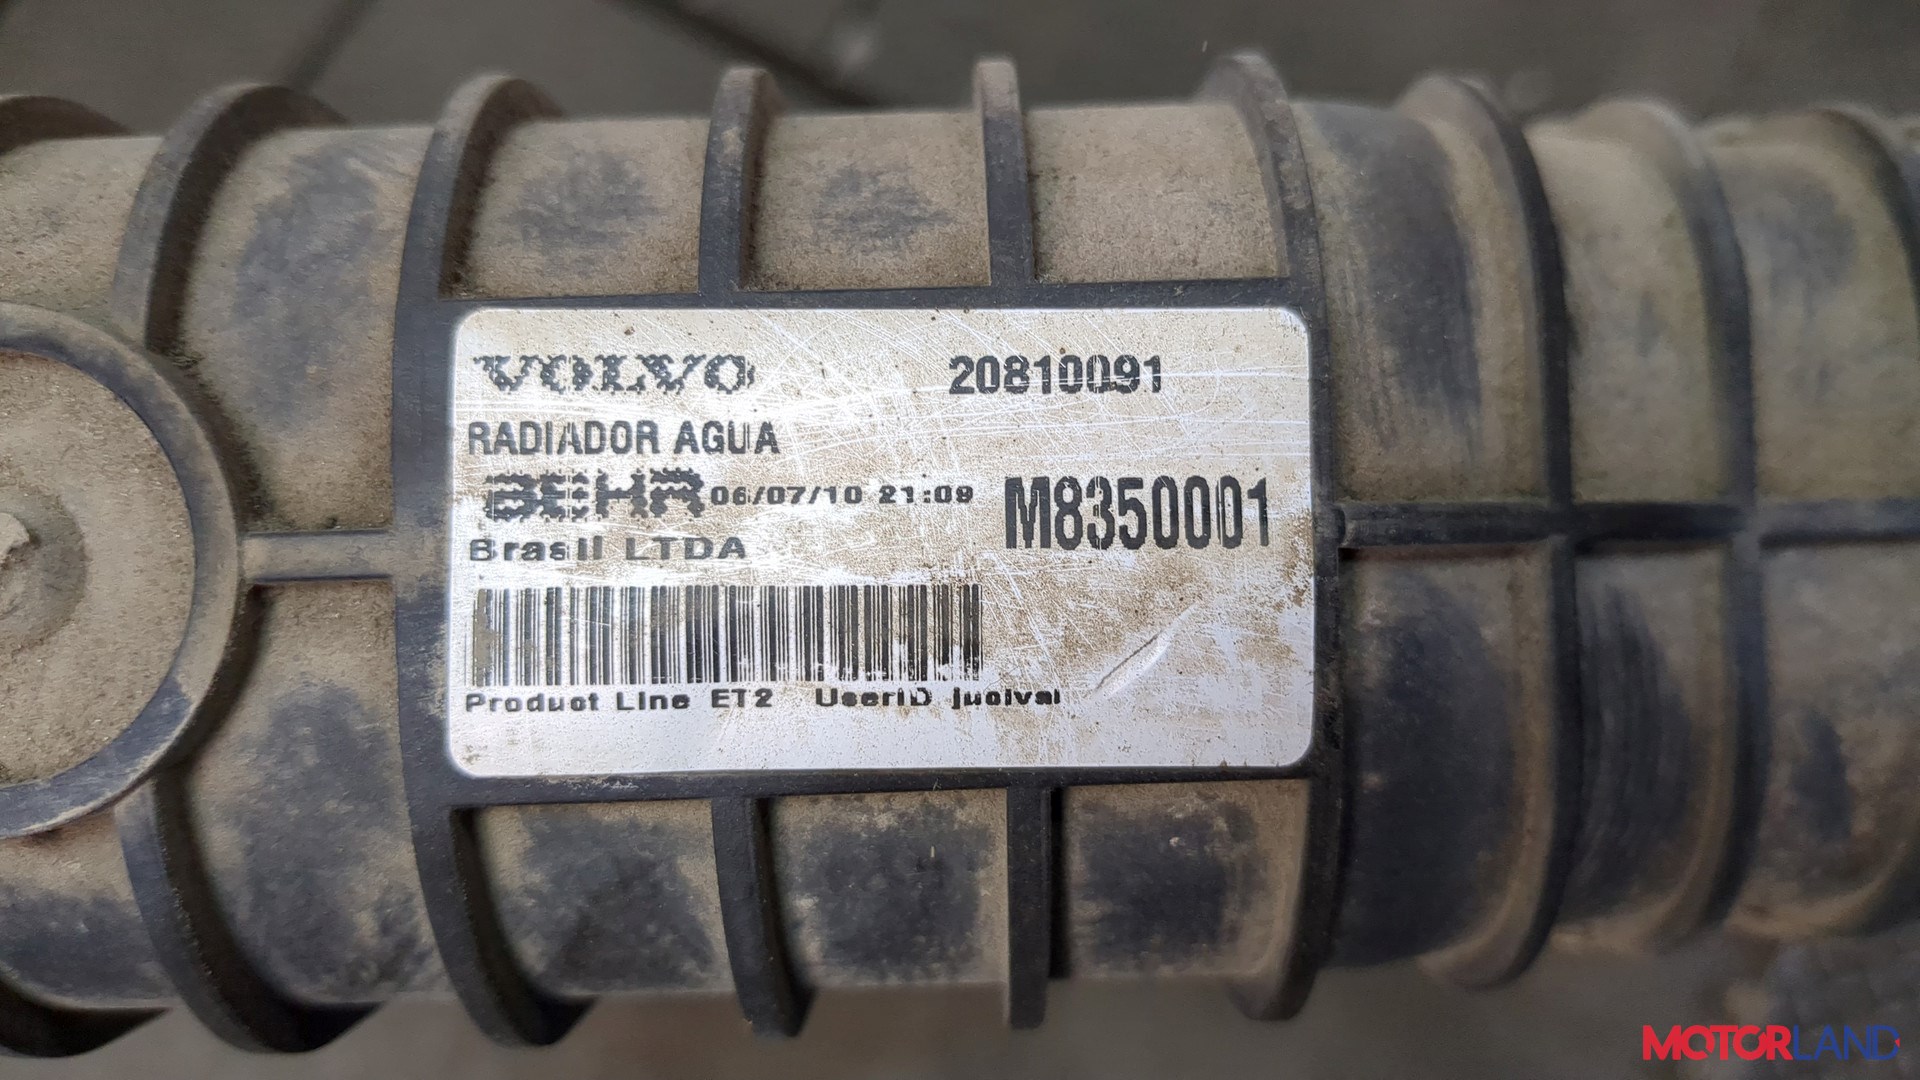 VOLVO 20810091
RADIADOR AGUA
BEHR 06/07/10 21:09 M8350001
Brasil LTDA
Product Line ET2 UserID jucival
MOTORLAND